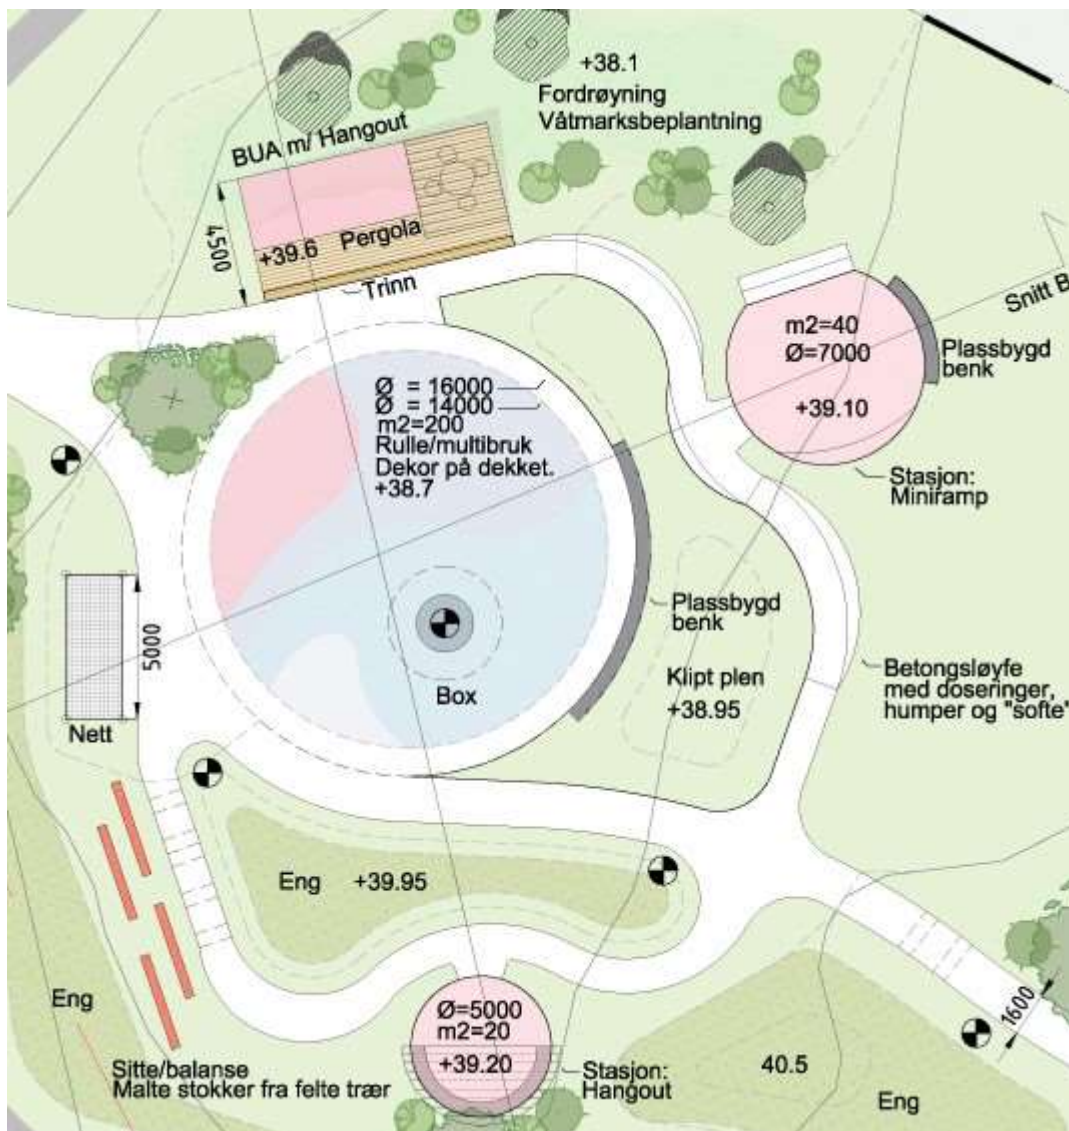 +38.1
Fordrøyning
Våtmarksbeplantning
BUA m/ Hangout
4500
+39.6 Pergola
Trinn
Snitt B
m2=40
Ø=7000
+39.10
Plassbygd
benk
Stasjon:
Miniramp
Ø = 16000
Ø = 14000
m2=200
Rulle/multibruk
Dekor på dekket.
+38.7
5000
Nett
Box
Plassbygd
benk
Klipt plen
+38.95
Betongsløyfe
med doseringer,
humper og "softe"
Eng +39.95
Eng
Sitte/balanse
Malte stokker fra felte trær
Ø=5000
m2=20
+39.20
Stasjon:
Hangout
1600
40.5
Eng